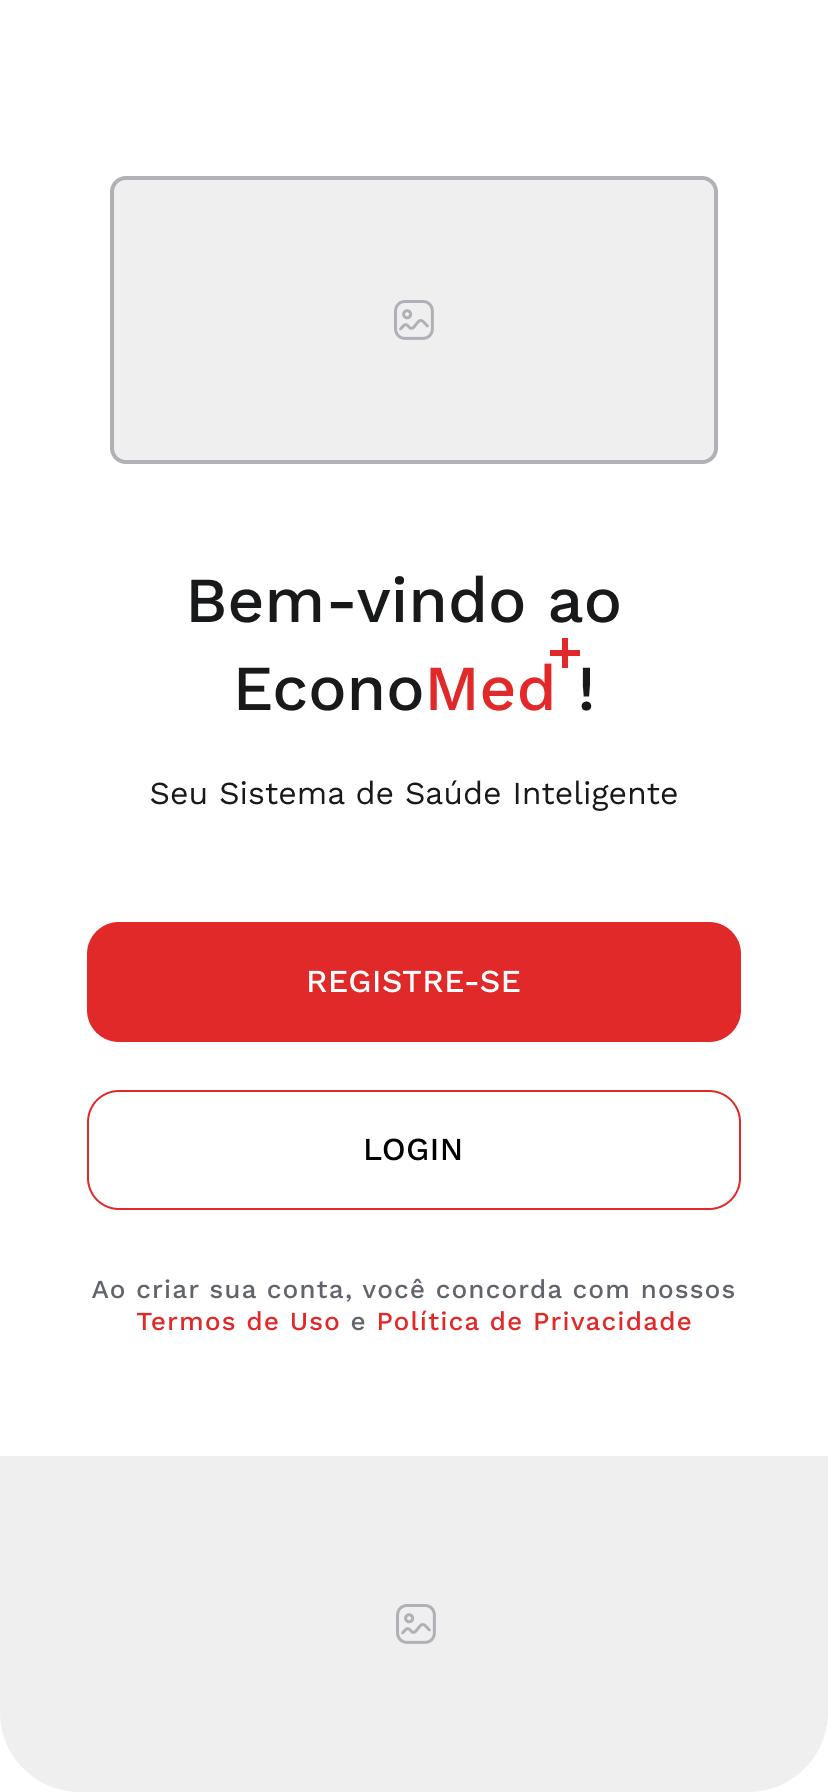 Bem-vindo ao
EconoMed+!
Seu Sistema de Saúde Inteligente
REGISTRE-SE
LOGIN
Ao criar sua conta, você concorda com nossos
Termos de Uso e Política de Privacidade